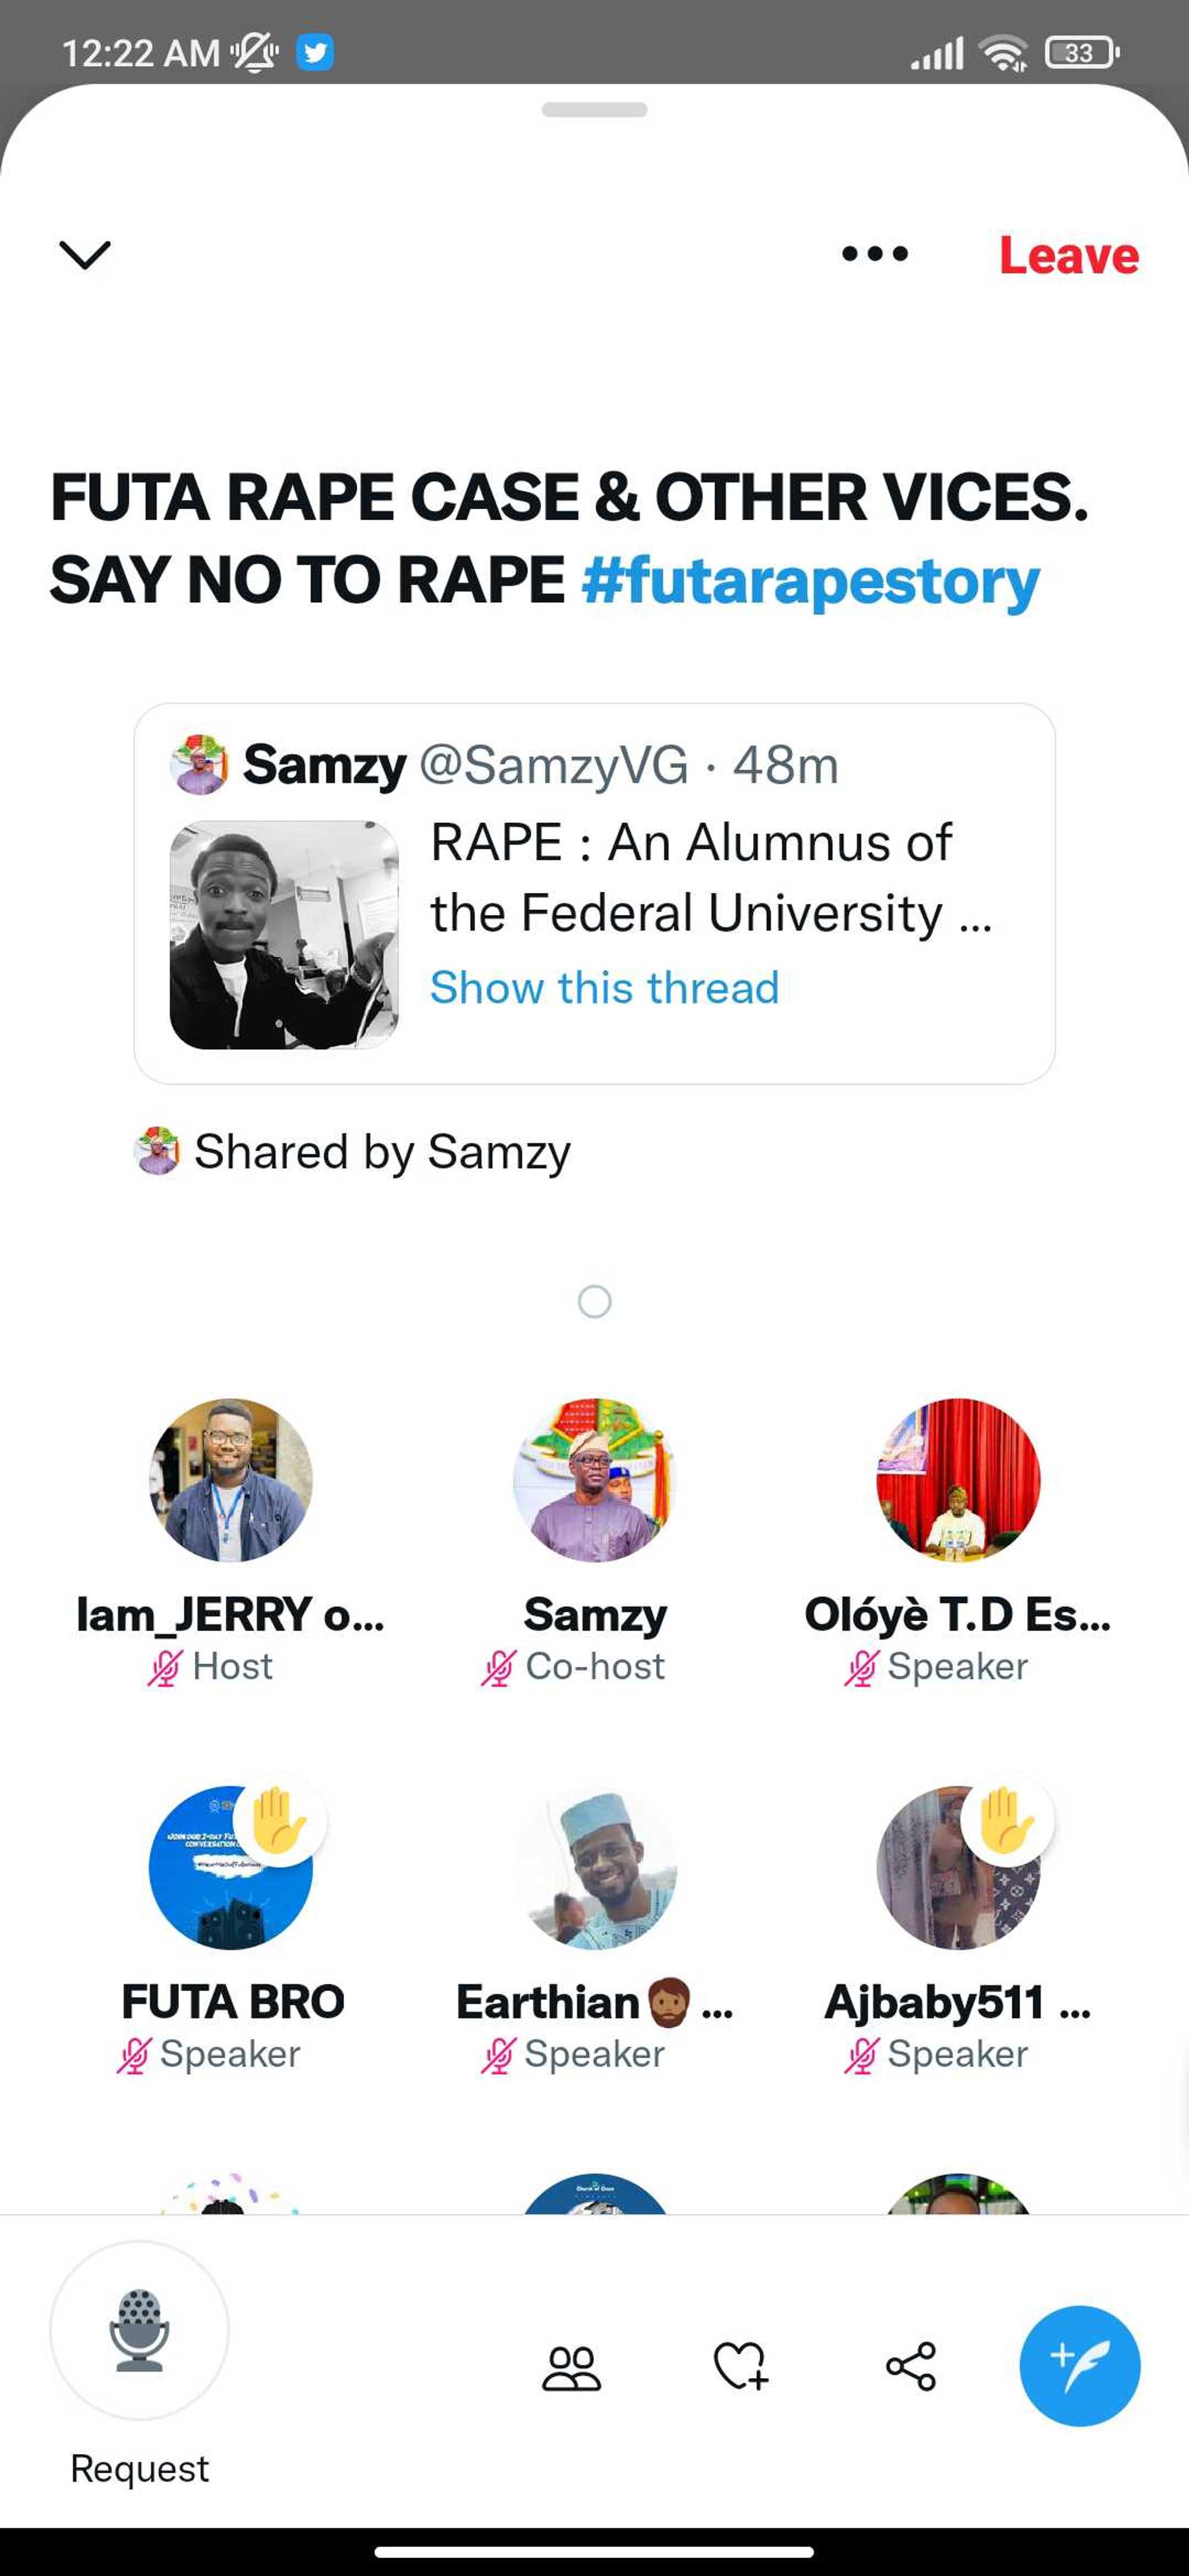 12:22 AM
33
Leave
FUTA RAPE CASE & OTHER VICES.
SAY NO TO RAPE #futarapestory
Samzy @SamzyVG · 48m
RAPE : An Alumnus of
the Federal University ...
Show this thread
Shared by Samzy
Iam_JERRY o...
Samzy
Olóyè T.D Es...
Host
Co-host
Speaker
FUTA BRO
Earthian🧔🏾 ...
Ajbaby511 ...
Speaker
Speaker
Speaker
Request